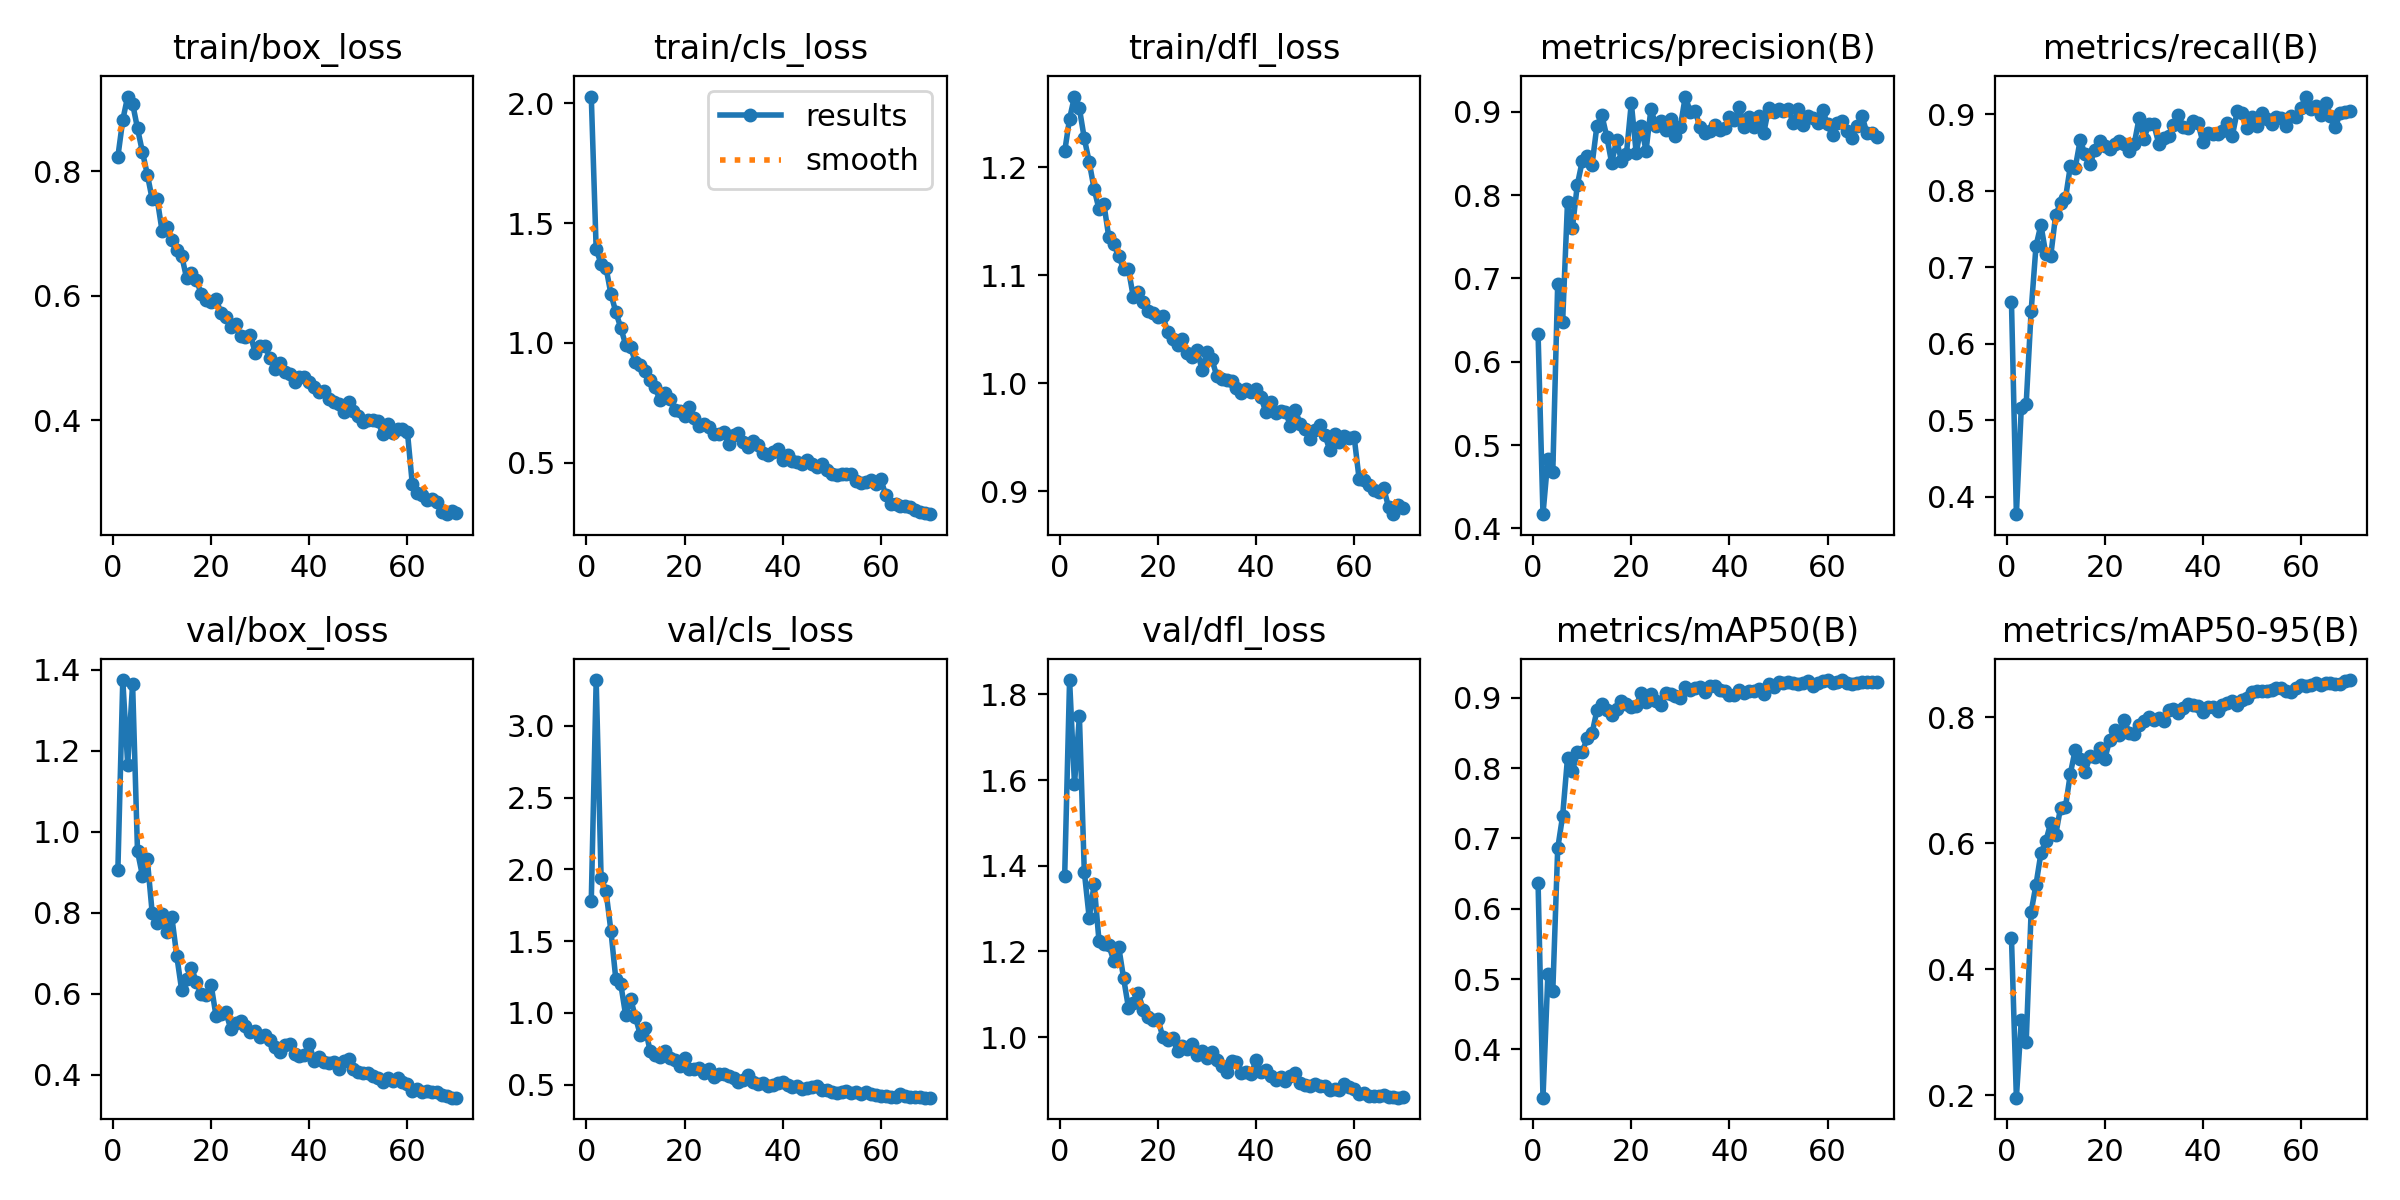 train/box_loss
0.8
0.6
0.4
0 20 40 60
train/cls_loss
results
smooth
2.0
1.5
1.0
0.5
0 20 40 60
train/dfl_loss
1.2
1.1
1.0
0.9
0 20 40 60
metrics/precision(B)
0.9
0.8
0.7
0.6
0.5
0.4
0 20 40 60
metrics/recall(B)
0.9
0.8
0.7
0.6
0.5
0.4
0 20 40 60
val/box_loss
1.4
1.2
1.0
0.8
0.6
0.4
0 20 40 60
val/cls_loss
3.0
2.5
2.0
1.5
1.0
0.5
0 20 40 60
val/dfl_loss
1.8
1.6
1.4
1.2
1.0
0 20 40 60
metrics/mAP50(B)
0.9
0.8
0.7
0.6
0.5
0.4
0 20 40 60
metrics/mAP50-95(B)
0.8
0.6
0.4
0.2
0 20 40 60